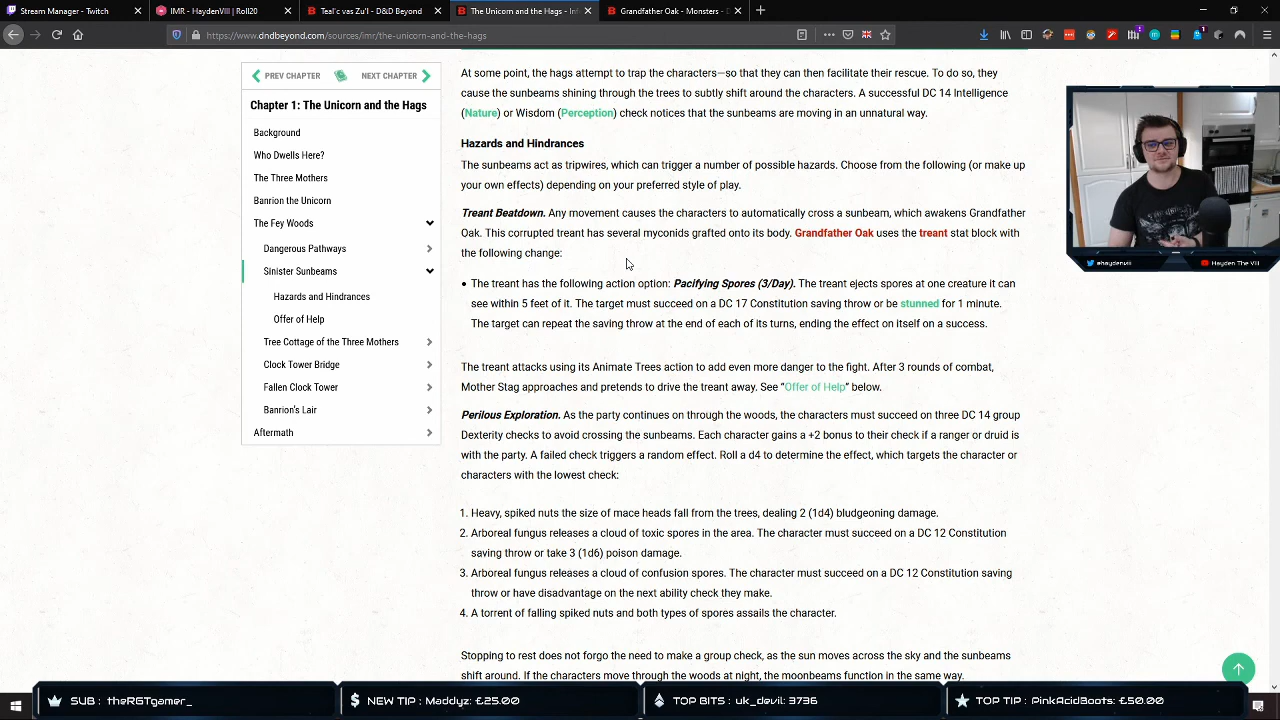 Stream Manager - Twitch
IMR - HaydenVIII | Roll20
Teal'c vas Zu'l - D&D Beyond
The Unicorn and the Hags - Inf
Grandfather Oak - Monsters - D
https://www.dndbeyond.com/sources/imr/the-unicorn-and-the-hags
PREV CHAPTER
NEXT CHAPTER
Chapter 1: The Unicorn and the Hags
Background
Who Dwells Here?
The Three Mothers
Banrion the Unicorn
The Fey Woods
Dangerous Pathways
Sinister Sunbeams
Hazards and Hindrances
Offer of Help
Tree Cottage of the Three Mothers
Clock Tower Bridge
Fallen Clock Tower
Banrion's Lair
Aftermath
At some point, the hags attempt to trap the characters—so that they can then facilitate their rescue. To do so, they
cause the sunbeams shining through the trees to subtly shift around the characters. A successful DC 14 Intelligence
(Nature) or Wisdom (Perception) check notices that the sunbeams are moving in an unnatural way.
Hazards and Hindrances
The sunbeams act as tripwires, which can trigger a number of possible hazards. Choose from the following (or make up
your own effects) depending on your preferred style of play.
Treant Beatdown. Any movement causes the characters to automatically cross a sunbeam, which awakens Grandfather
Oak. This corrupted treant has several myconids grafted onto its body. Grandfather Oak uses the treant stat block with
the following change:
• The treant has the following action option: Pacifying Spores (3/Day). The treant ejects spores at one creature it can
see within 5 feet of it. The target must succeed on a DC 17 Constitution saving throw or be stunned for 1 minute.
The target can repeat the saving throw at the end of each of its turns, ending the effect on itself on a success.
The treant attacks using its Animate Trees action to add even more danger to the fight. After 3 rounds of combat,
Mother Stag approaches and pretends to drive the treant away. See “Offer of Help” below.
Perilous Exploration. As the party continues on through the woods, the characters must succeed on three DC 14 group
Dexterity checks to avoid crossing the sunbeams. Each character gains a +2 bonus to their check if a ranger or druid is
with the party. A failed check triggers a random effect. Roll a d4 to determine the effect, which targets the character or
characters with the lowest check:
1. Heavy, spiked nuts the size of mace heads fall from the trees, dealing 2 (1d4) bludgeoning damage.
2. Arboreal fungus releases a cloud of toxic spores in the area. The character must succeed on a DC 12 Constitution
saving throw or take 3 (1d6) poison damage.
3. Arboreal fungus releases a cloud of confusion spores. The character must succeed on a DC 12 Constitution saving
throw or have disadvantage on the next ability check they make.
4. A torrent of falling spiked nuts and both types of spores assails the character.
Stopping to rest does not forgo the need to make a group check, as the sun moves across the sky and the sunbeams
shift around. If the characters move through the woods at night, the moonbeams function in the same way.
ehaydenviii
Hayden The VIII
SUB : theRGTgamer_
NEW TIP : Maddyz: £25.00
TOP BITS : uk_devil: 3736
TOP TIP : PinkAcidBoots: £50.00